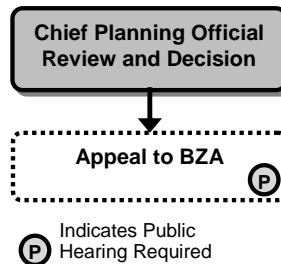 Chief Planning Official
Review and Decision
Appeal to BZA
P
Indicates Public
P Hearing Required